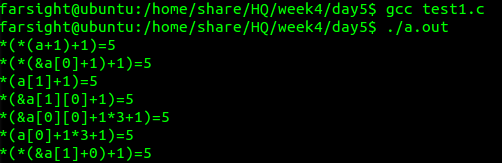 farsight@ubuntu:/home/share/HQ/week4/day5$ gcc test1.c
farsight@ubuntu:/home/share/HQ/week4/day5$ ./a.out
*(*(a+1)+1)=5
*(*(&a[0]+1)+1)=5
*(a[1]+1)=5
*(&a[1][0]+1)=5
*(&a[0][0]+1*3+1)=5
*(a[0]+1*3+1)=5
*(*(&a[1]+0)+1)=5